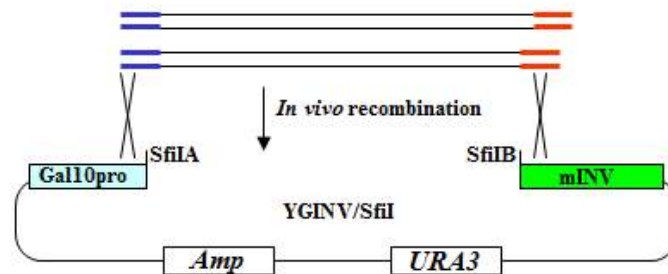 In vivo recombination
SfiIA
SfiIB
Gal10pro
mINV
YGINV/SfiI
Amp
URA3